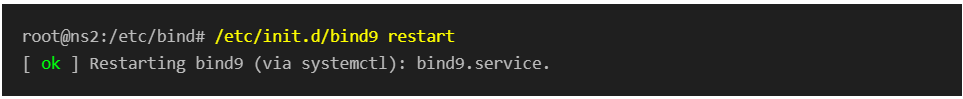 root@ns2:/etc/bind# /etc/init.d/bind9 restart
[ ok ] Restarting bind9 (via systemctl): bind9.service.